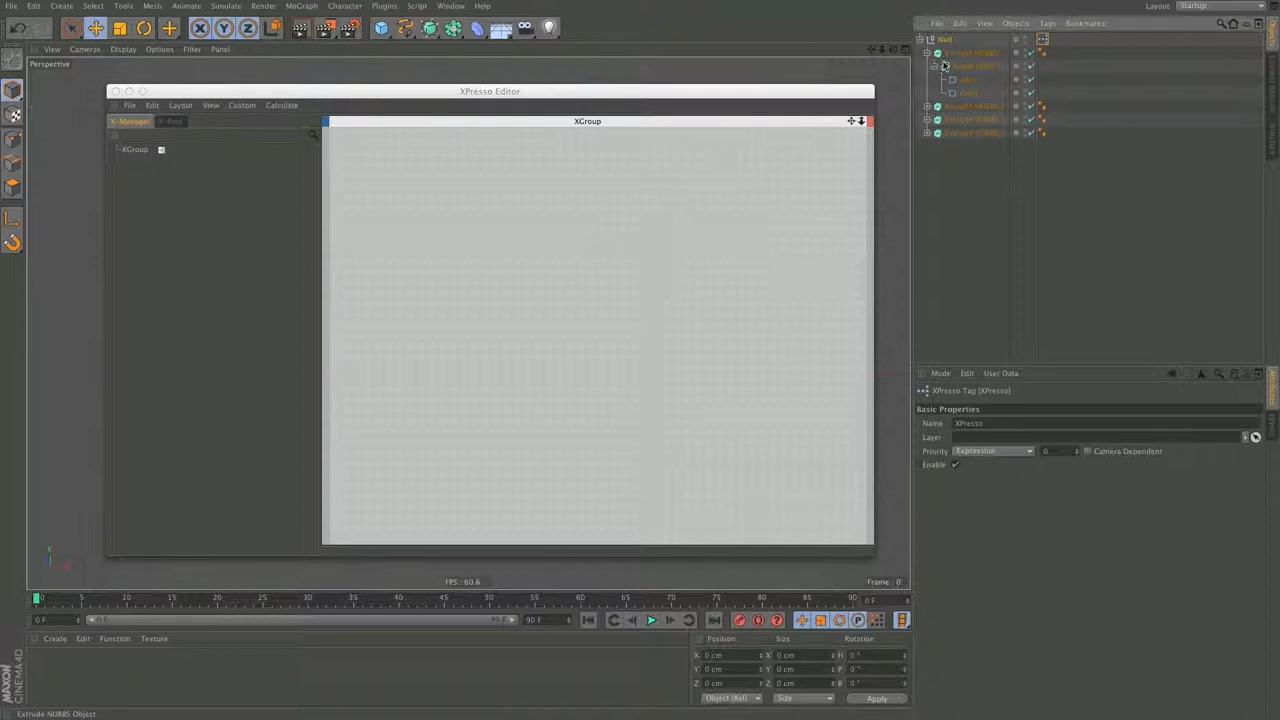 File Edit Create Select Tools Mesh Animate Simulate Render MoGraph Character Plugins Script Window Help
Layout Startup
File Edit View Objects Tags Bookmarks
Objects
View Cameras Display Options Filter Panel
Null
Perspective
XPresso Editor
File Edit Layout View Custom Calculate
X-Manager X-Pool XGroup
XGroup
Mode Edit User Data
XPresso Tag [XPresso]
Attributes
Basic Properties
Name XPresso
Layer
Priority Expression 0 Camera Dependent
Enable
FPS : 60.6 Frame : 0
0 5 10 15 20 25 30 35 40 45 50 55 60 65 70 75 80 85 90 0 F
0 F 90 F
Create Edit Function Texture
Position Size Rotation
X 0 cm X 0 cm H 0 °
Y 0 cm Y 0 cm P 0 °
Z 0 cm Z 0 cm B 0 °
Object (Rel) Size Apply
MAXON CINEMA4D
Extrude NURBS Object